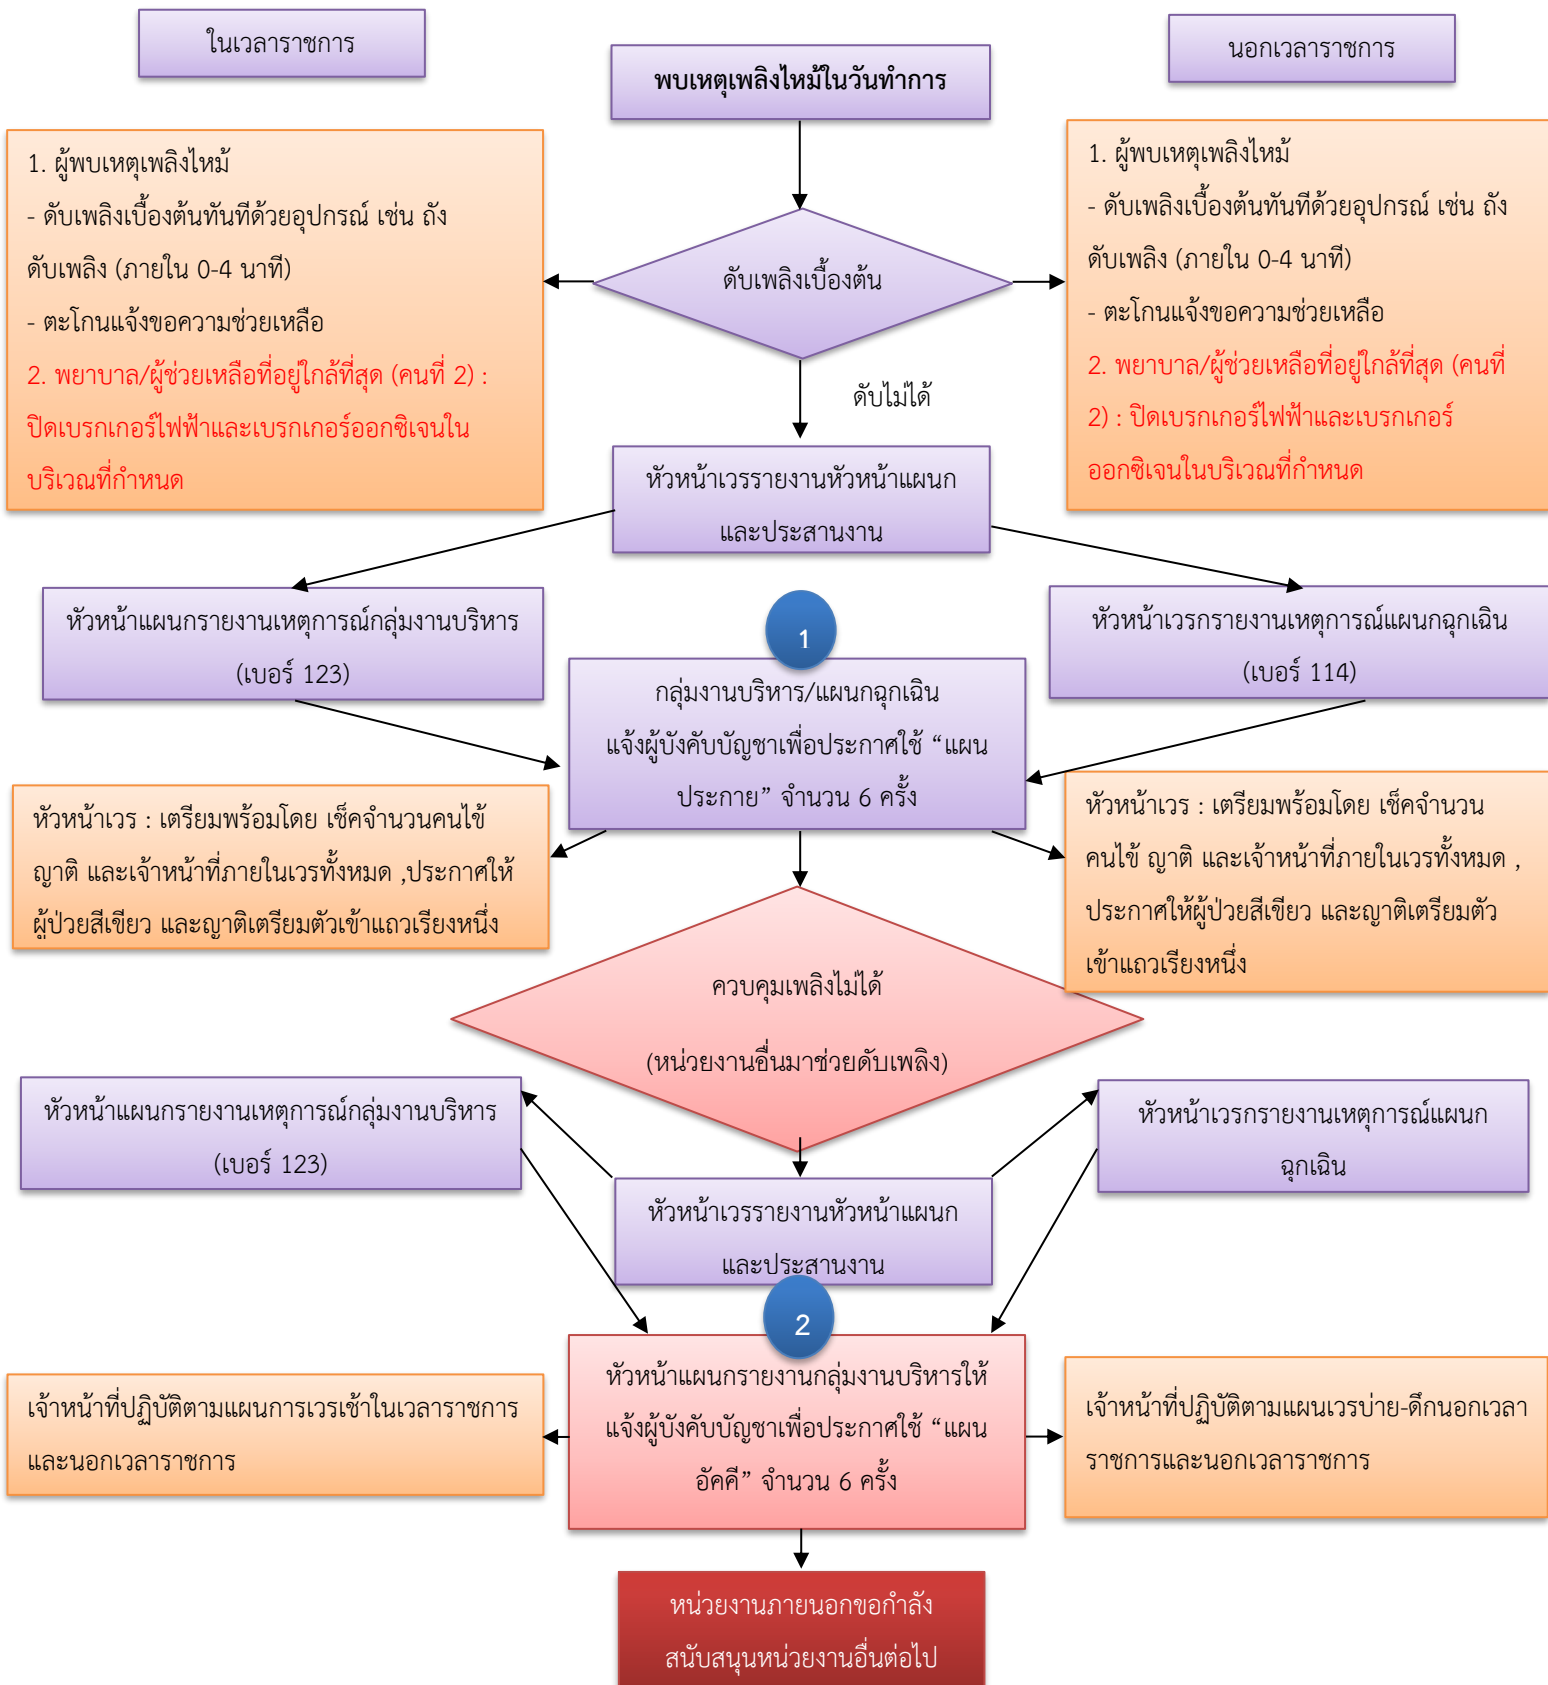 ในเวลาราชการ
พบเหตุเพลิงไหม้ในวันทำการ
นอกเวลาราชการ
1. ผู้พบเหตุเพลิงไหม้
- ดับเพลิงเบื้องต้นทันทีด้วยอุปกรณ์ เช่น ถัง
ดับเพลิง (ภายใน 0-4 นาที)
- ตะโกนแจ้งขอความช่วยเหลือ
2. พยาบาล/ผู้ช่วยเหลือที่อยู่ใกล้ที่สุด (คนที่ 2) :
ปิดเบรกเกอร์ไฟฟ้าและเบรกเกอร์ออกซิเจนใน
บริเวณที่กำหนด
ดับเพลิงเบื้องต้น
1. ผู้พบเหตุเพลิงไหม้
- ดับเพลิงเบื้องต้นทันทีด้วยอุปกรณ์ เช่น ถัง
ดับเพลิง (ภายใน 0-4 นาที)
- ตะโกนแจ้งขอความช่วยเหลือ
2. พยาบาล/ผู้ช่วยเหลือที่อยู่ใกล้ที่สุด (คนที่
2) : ปิดเบรกเกอร์ไฟฟ้าและเบรกเกอร์
ออกซิเจนในบริเวณที่กำหนด
ดับไม่ได้
หัวหน้าเวรรายงานหัวหน้าแผนก
และประสานงาน
หัวหน้าแผนกรายงานเหตุการณ์กลุ่มงานบริหาร
(เบอร์ 123)
หัวหน้าเวรกรายงานเหตุการณ์แผนกฉุกเฉิน
(เบอร์ 114)
1
กลุ่มงานบริหาร/แผนกฉุกเฉิน
แจ้งผู้บังคับบัญชาเพื่อประกาศใช้ “แผน
ประกาย” จำนวน 6 ครั้ง
หัวหน้าเวร : เตรียมพร้อมโดย เช็คจำนวนคนไข้
ญาติ และเจ้าหน้าที่ภายในเวรทั้งหมด ,ประกาศให้
ผู้ป่วยสีเขียว และญาติเตรียมตัวเข้าแถวเรียงหนึ่ง
หัวหน้าเวร : เตรียมพร้อมโดย เช็คจำนวน
คนไข้ ญาติ และเจ้าหน้าที่ภายในเวรทั้งหมด ,
ประกาศให้ผู้ป่วยสีเขียว และญาติเตรียมตัว
เข้าแถวเรียงหนึ่ง
ควบคุมเพลิงไม่ได้
(หน่วยงานอื่นมาช่วยดับเพลิง)
หัวหน้าแผนกรายงานเหตุการณ์กลุ่มงานบริหาร
(เบอร์ 123)
หัวหน้าเวรกรายงานเหตุการณ์แผนก
ฉุกเฉิน
หัวหน้าเวรรายงานหัวหน้าแผนก
และประสานงาน
2
หัวหน้าแผนกรายงานกลุ่มงานบริหารให้
แจ้งผู้บังคับบัญชาเพื่อประกาศใช้ “แผน
อัคคี” จำนวน 6 ครั้ง
เจ้าหน้าที่ปฏิบัติตามแผนการเวรเช้าในเวลาราชการ
และนอกเวลาราชการ
เจ้าหน้าที่ปฏิบัติตามแผนเวรบ่าย-ดึกนอกเวลา
ราชการและนอกเวลาราชการ
หน่วยงานภายนอกขอกำลัง
สนับสนุนหน่วยงานอื่นต่อไป